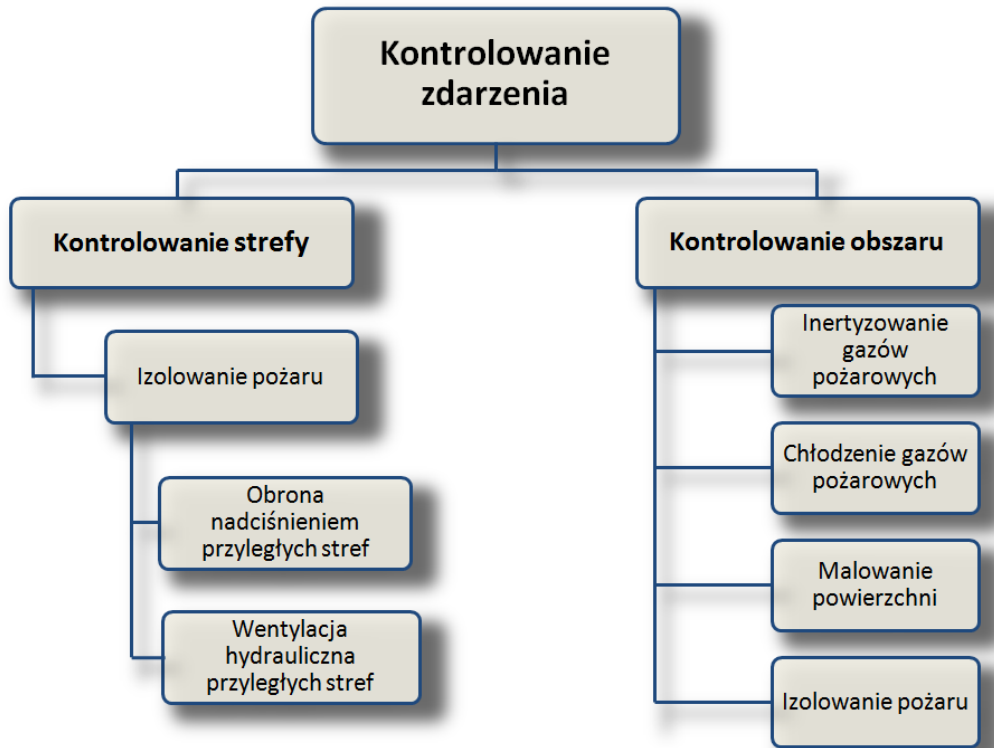 Kontrolowanie
zdarzenia
Kontrolowanie strefy
Izolowanie pożaru
Obrona
nadciśnieniem
przyległych stref
Wentylacja
hydrauliczna
przyległych stref
Kontrolowanie obszaru
Inertyzowanie
gazów
pożarowych
Chłodzenie gazów
pożarowych
Malowanie
powierzchni
Izolowanie pożaru